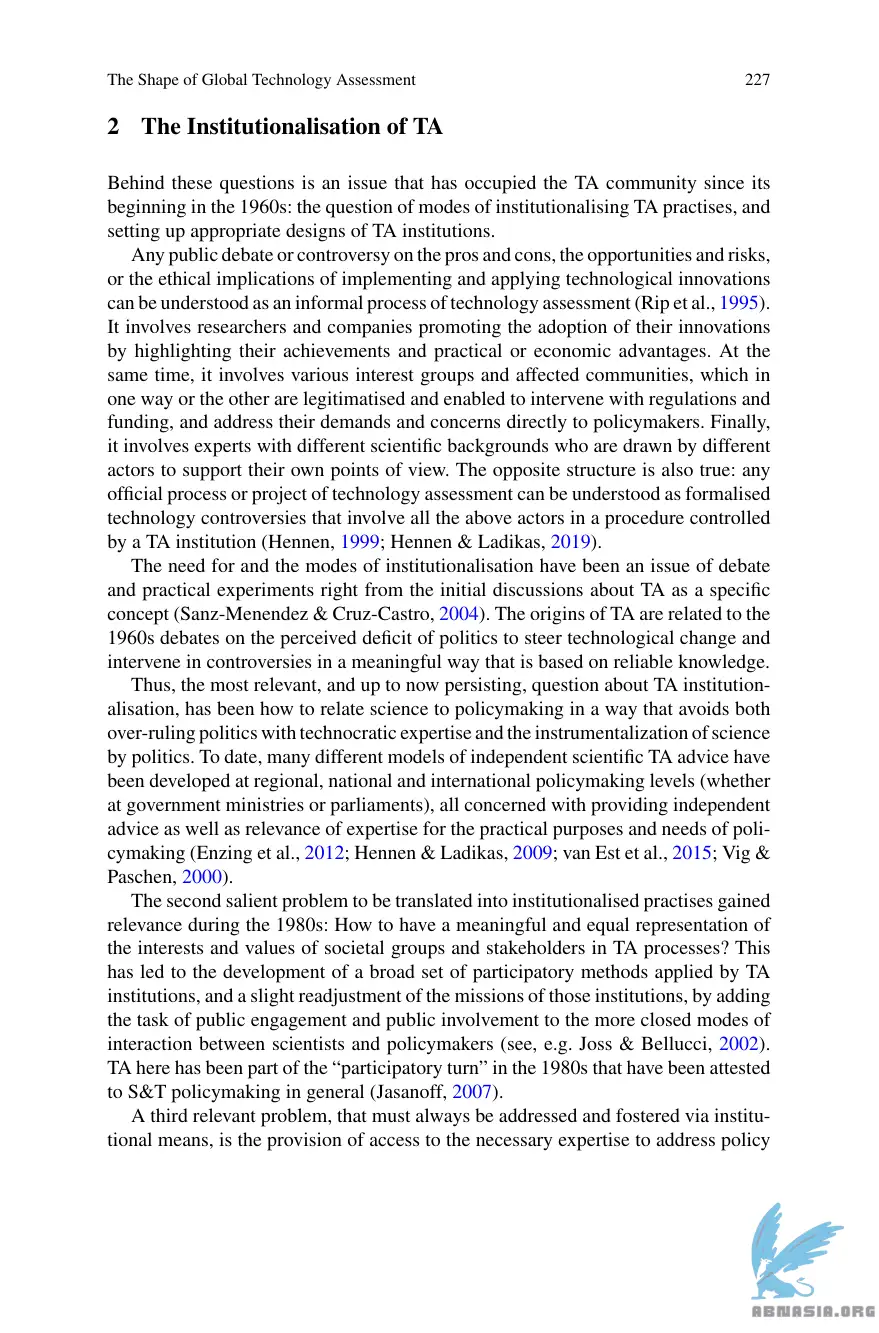 The Shape of Global Technology Assessment 227
2 The Institutionalisation of TA
Behind these questions is an issue that has occupied the TA community since its
beginning in the 1960s: the question of modes of institutionalising TA practises, and
setting up appropriate designs of TA institutions.
Any public debate or controversy on the pros and cons, the opportunities and risks,
or the ethical implications of implementing and applying technological innovations
can be understood as an informal process of technology assessment (Rip et al., 1995).
It involves researchers and companies promoting the adoption of their innovations
by highlighting their achievements and practical or economic advantages. At the
same time, it involves various interest groups and affected communities, which in
one way or the other are legitimatised and enabled to intervene with regulations and
funding, and address their demands and concerns directly to policymakers. Finally,
it involves experts with different scientific backgrounds who are drawn by different
actors to support their own points of view. The opposite structure is also true: any
official process or project of technology assessment can be understood as formalised
technology controversies that involve all the above actors in a procedure controlled
by a TA institution (Hennen, 1999; Hennen & Ladikas, 2019).
The need for and the modes of institutionalisation have been an issue of debate
and practical experiments right from the initial discussions about TA as a specific
concept (Sanz-Menendez & Cruz-Castro, 2004). The origins of TA are related to the
1960s debates on the perceived deficit of politics to steer technological change and
intervene in controversies in a meaningful way that is based on reliable knowledge.
Thus, the most relevant, and up to now persisting, question about TA institution-
alisation, has been how to relate science to policymaking in a way that avoids both
over-ruling politics with technocratic expertise and the instrumentalization of science
by politics. To date, many different models of independent scientific TA advice have
been developed at regional, national and international policymaking levels (whether
at government ministries or parliaments), all concerned with providing independent
advice as well as relevance of expertise for the practical purposes and needs of poli-
cymaking (Enzing et al., 2012; Hennen & Ladikas, 2009; van Est et al., 2015; Vig &
Paschen, 2000).
The second salient problem to be translated into institutionalised practises gained
relevance during the 1980s: How to have a meaningful and equal representation of
the interests and values of societal groups and stakeholders in TA processes? This
has led to the development of a broad set of participatory methods applied by TA
institutions, and a slight readjustment of the missions of those institutions, by adding
the task of public engagement and public involvement to the more closed modes of
interaction between scientists and policymakers (see, e.g. Joss & Bellucci, 2002).
TA here has been part of the “participatory turn” in the 1980s that have been attested
to S&T policymaking in general (Jasanoff, 2007).
A third relevant problem, that must always be addressed and fostered via institu-
tional means, is the provision of access to the necessary expertise to address policy
ABNASIA.ORG